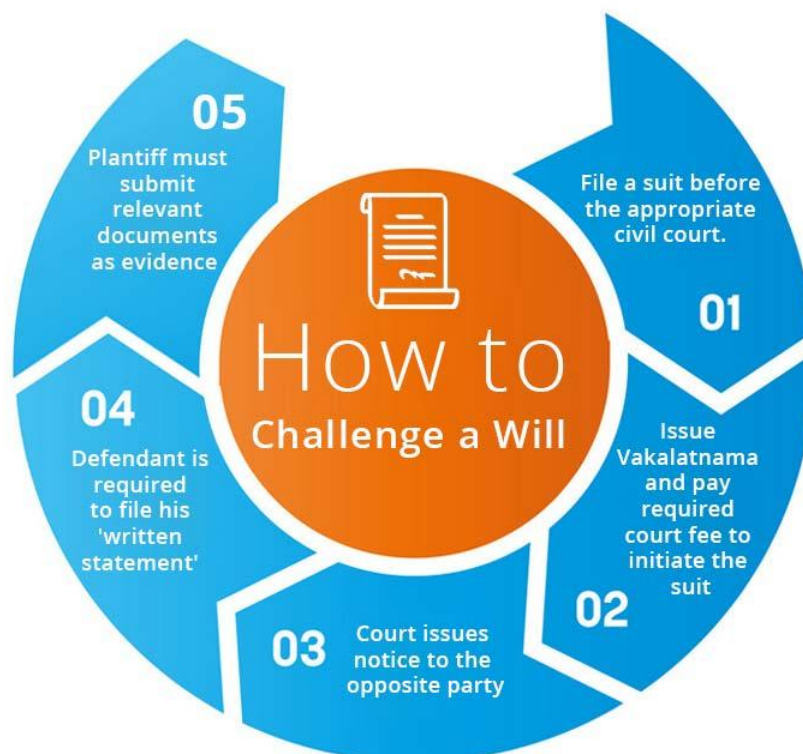 How to
Challenge a Will
File a suit before
the appropriate
civil court.
01
Issue
Vakalatnama
and pay
required
court fee to
initiate the
suit
02
03
Court issues
notice to the
opposite party
04
Defendant is
required
to file his
'written
statement'
05
Plantiff must
submit
relevant
documents
as evidence